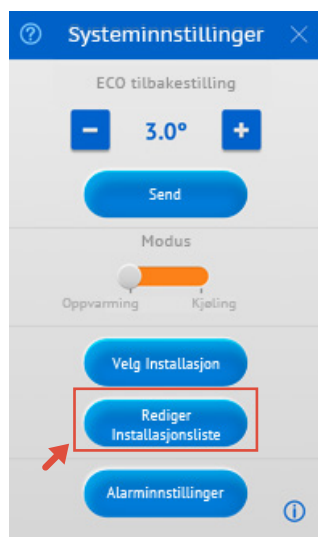 ? Systeminnstillinger ×
ECO tilbakestilling
– 3.0° +
Send
Modus
Oppvarming Kjøling
Velg Installasjon
Rediger
Installasjonsliste
Alarminnstillinger
i